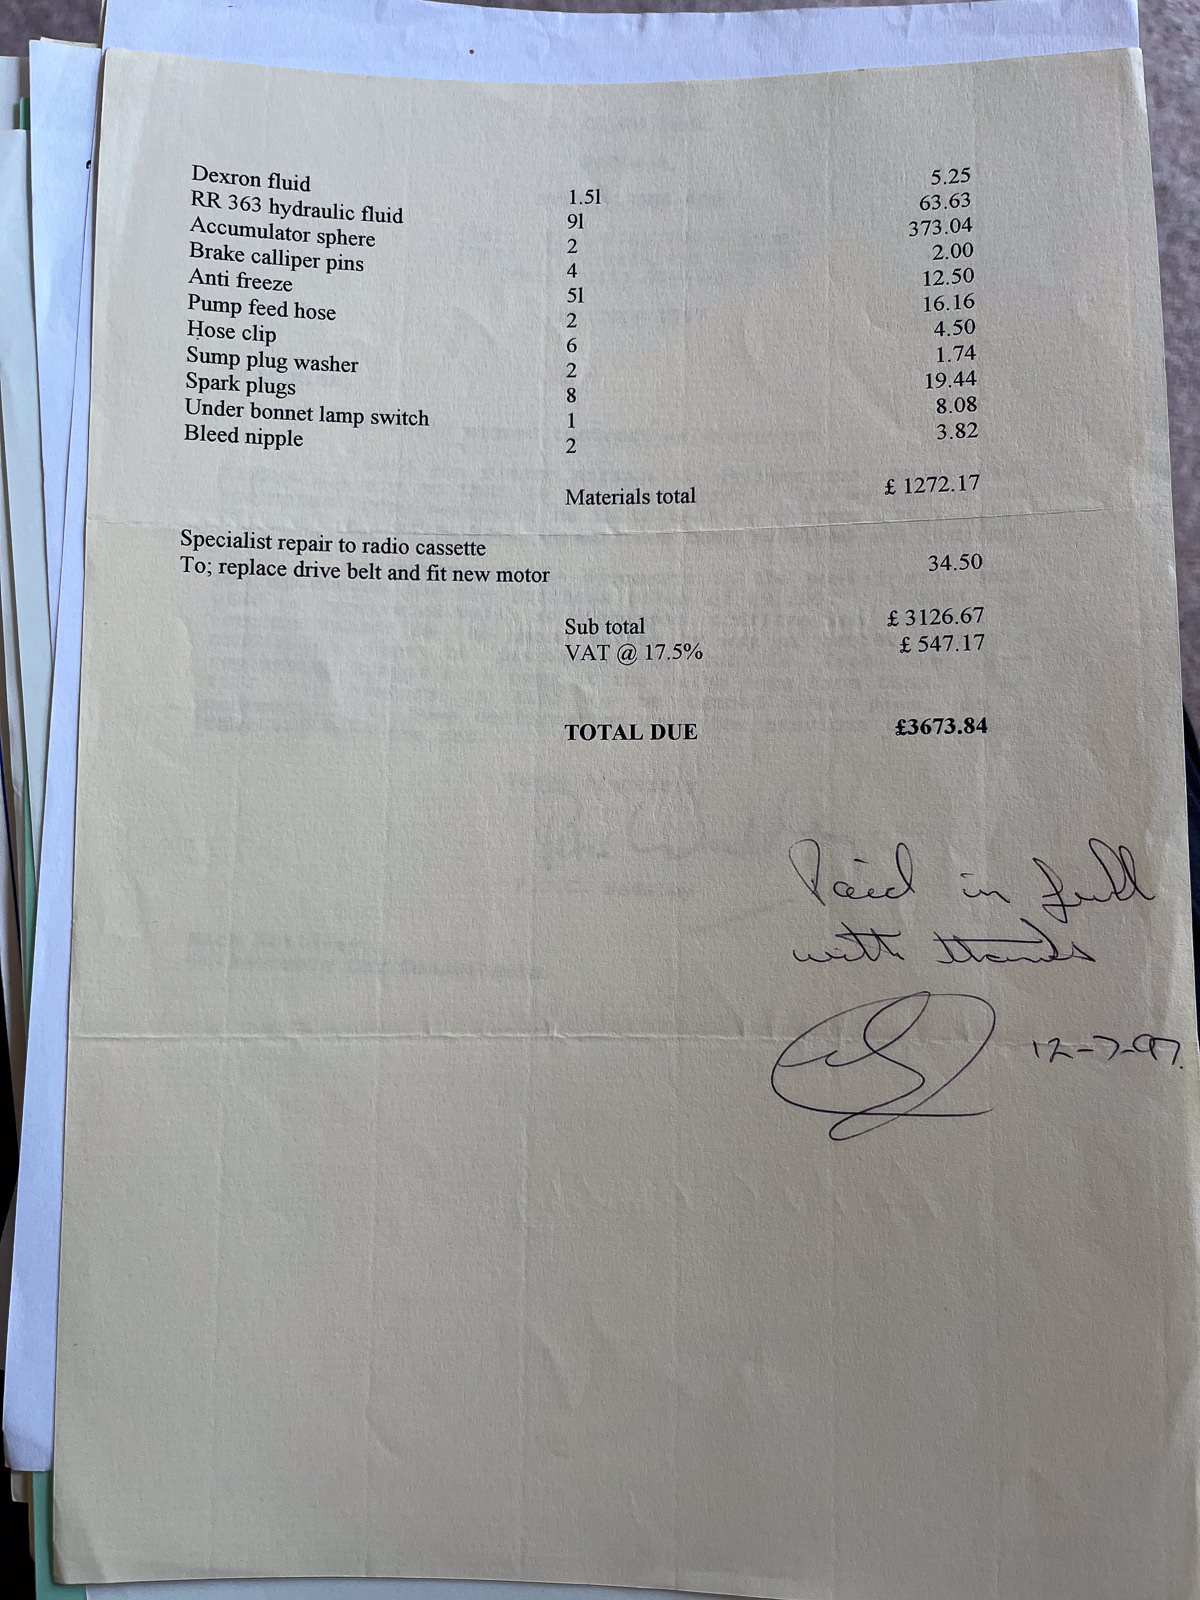 Dexron fluid 1.5l 5.25
RR 363 hydraulic fluid 9l 63.63
Accumulator sphere 2 373.04
Brake calliper pins 4 2.00
Anti freeze 5l 12.50
Pump feed hose 2 16.16
Hose clip 6 4.50
Sump plug washer 2 1.74
Spark plugs 8 19.44
Under bonnet lamp switch 1 8.08
Bleed nipple 2 3.82
Materials total £ 1272.17
Specialist repair to radio cassette
To; replace drive belt and fit new motor 34.50
Sub total £ 3126.67
VAT @ 17.5% £ 547.17
TOTAL DUE £3673.84
Paid in full
with thanks
12-7-97.